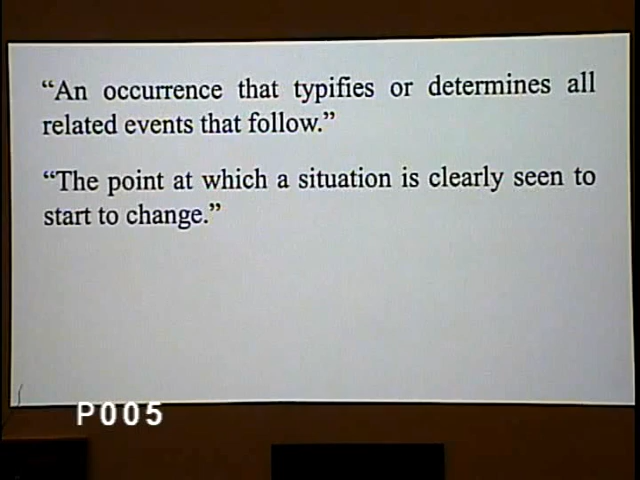 “An occurrence that typifies or determines all
related events that follow.”
“The point at which a situation is clearly seen to
start to change.”
P005